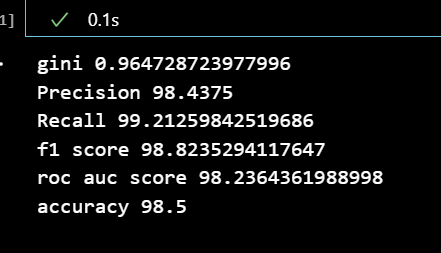 1] 0.1s
gini 0.964728723977996
Precision 98.4375
Recall 99.21259842519686
f1 score 98.8235294117647
roc auc score 98.2364361988998
accuracy 98.5